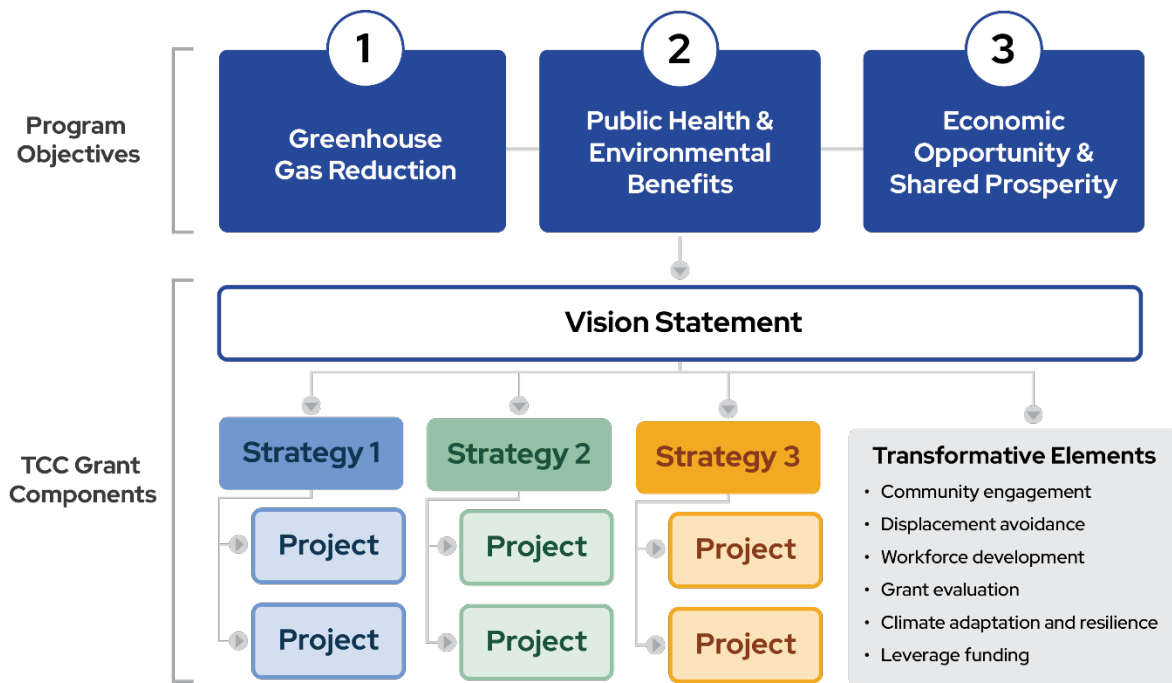 Program
Objectives
1
Greenhouse
Gas Reduction
2
Public Health &
Environmental
Benefits
3
Economic
Opportunity &
Shared Prosperity
TCC Grant
Components
Vision Statement
Strategy 1
Project
Project
Strategy 2
Project
Project
Strategy 3
Project
Project
Transformative Elements
• Community engagement
• Displacement avoidance
• Workforce development
• Grant evaluation
• Climate adaptation and resilience
• Leverage funding